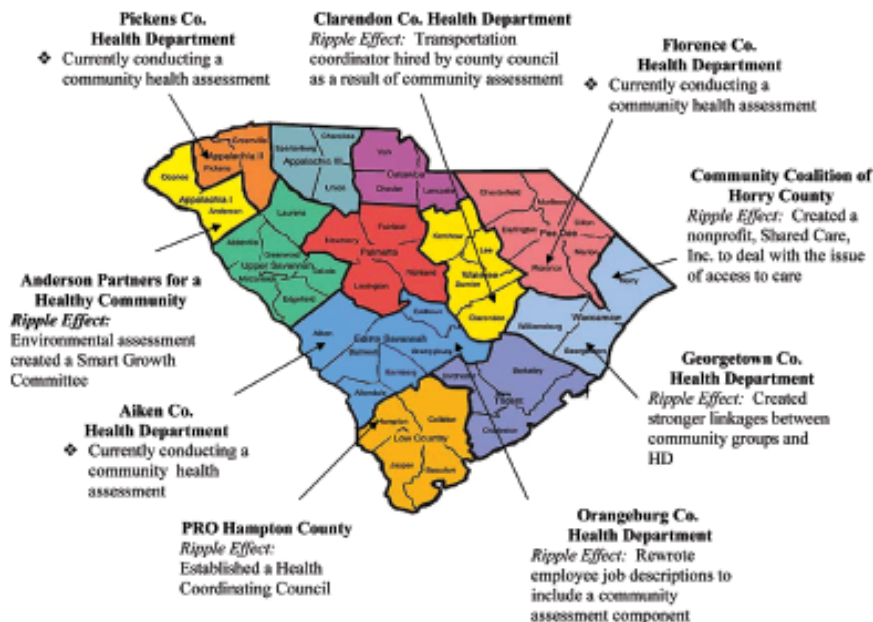 Pickens Co.
Health Department
❖ Currently conducting a
community health assessment
Clarendon Co. Health Department
Ripple Effect: Transportation
coordinator hired by county council
as a result of community assessment
Florence Co.
Health Department
❖ Currently conducting a
community health assessment
Community Coalition of
Horry County
Ripple Effect: Created a
nonprofit, Shared Care,
Inc. to deal with the issue
of access to care
Anderson Partners for a
Healthy Community
Ripple Effect:
Environmental assessment
created a Smart Growth
Committee
Georgetown Co.
Health Department
Ripple Effect: Created
stronger linkages between
community groups and
HD
Aiken Co.
Health Department
❖ Currently conducting a
community health
assessment
PRO Hampton County
Ripple Effect:
Established a Health
Coordinating Council
Orangeburg Co.
Health Department
Ripple Effect: Rewrote
employee job descriptions to
include a community
assessment component
Oconee
Greenville
Appalachia II
Pickens
Appalachia I
Anderson
Spartanburg
Cherokee
Appalachia III
Union
York
Catawba
Chester
Lancaster
Chesterfield
Marlboro
Darlington
Dillon
Pee Dee
Marion
Florence
Laurens
Abbeville
Greenwood
Upper Savannah
McCormick
Saluda
Edgefield
Newberry
Fairfield
Palmetto
Richland
Lexington
Kershaw
Lee
Wateree
Sumter
Clarendon
Horry
Waccamaw
Williamsburg
Georgetown
Aiken
Calhoun
Orangeburg
Barnwell
Bamberg
Allendale
Dorchester
Berkeley
Trident
Charleston
Hampton
Colleton
Low Country
Jasper
Beaufort